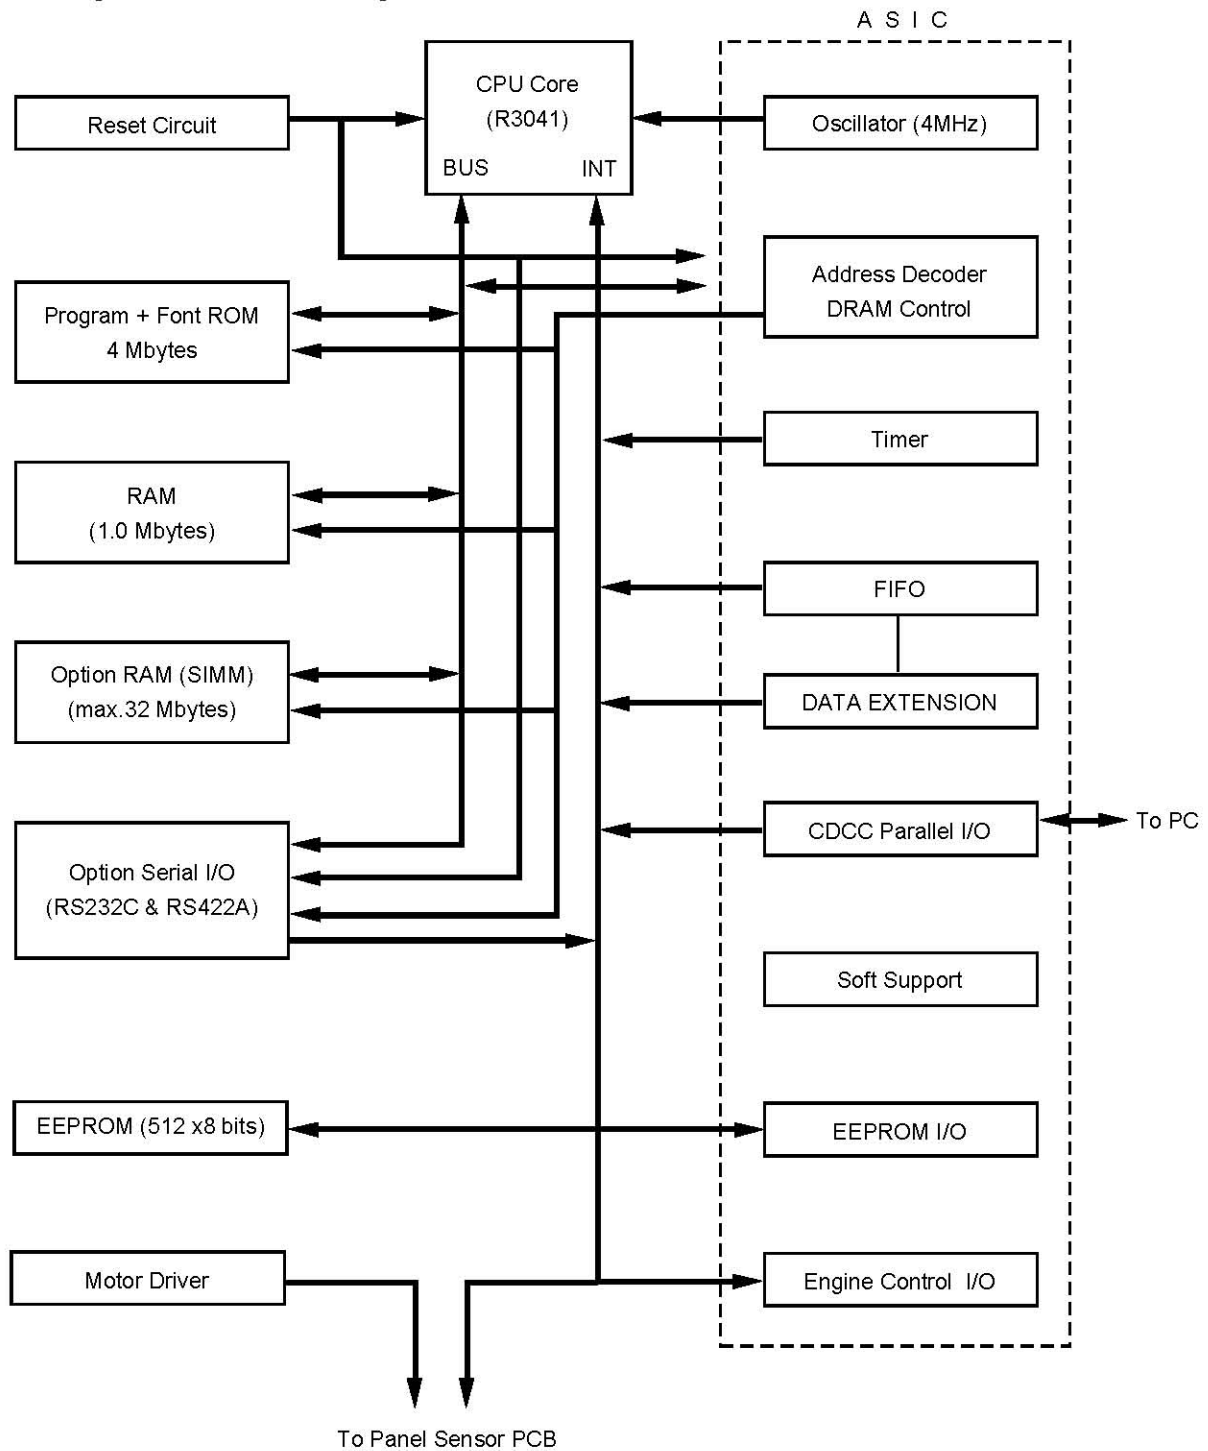 A S I C
CPU Core
(R3041)
BUS INT
Reset Circuit
Oscillator (4MHz)
Address Decoder
DRAM Control
Program + Font ROM
4 Mbytes
Timer
RAM
(1.0 Mbytes)
FIFO
Option RAM (SIMM)
(max.32 Mbytes)
DATA EXTENSION
CDCC Parallel I/O
To PC
Option Serial I/O
(RS232C & RS422A)
Soft Support
EEPROM (512 x8 bits)
EEPROM I/O
Motor Driver
Engine Control I/O
To Panel Sensor PCB